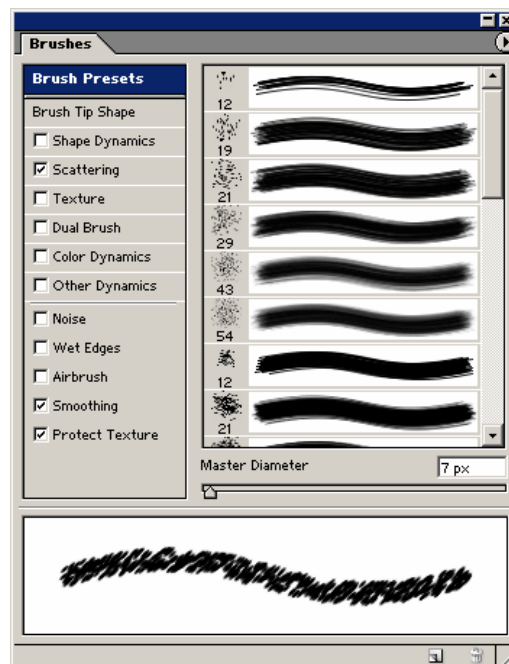 Brushes
Brush Presets
Brush Tip Shape
Shape Dynamics
Scattering
Texture
Dual Brush
Color Dynamics
Other Dynamics
Noise
Wet Edges
Airbrush
Smoothing
Protect Texture
12
19
21
29
43
54
12
21
Master Diameter
7 px